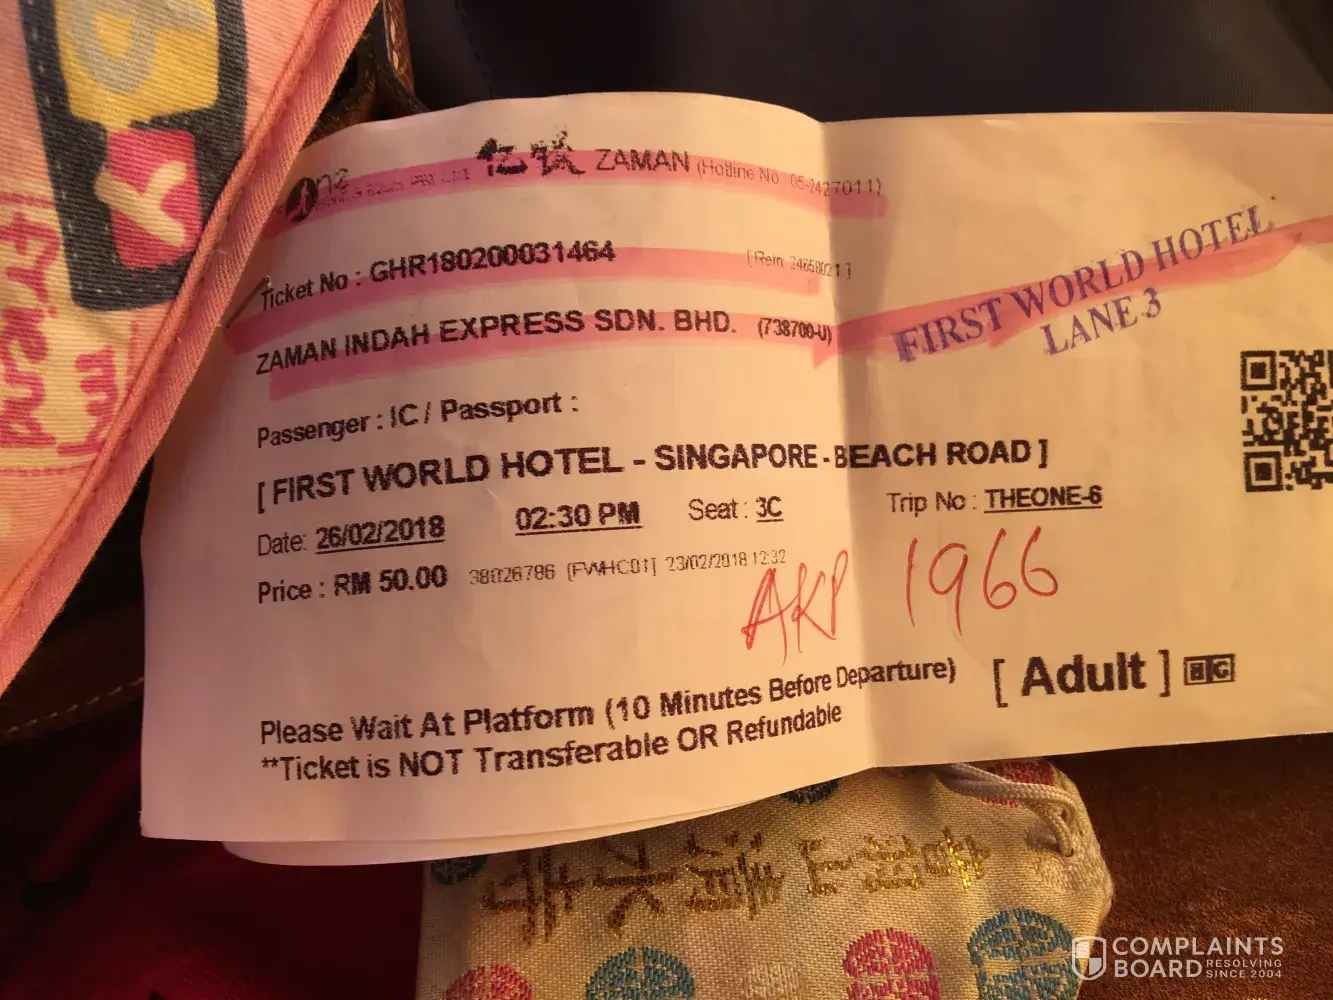 ZAMAN (Hotline No 05-2427011)
Ticket No : GHR180200031464
ZAMAN INDAH EXPRESS SDN. BHD. (738700-U)
FIRST WORLD HOTEL
LANE 3
Passenger : IC / Passport :
[ FIRST WORLD HOTEL - SINGAPORE - BEACH ROAD ]
Date: 26/02/2018 02:30 PM Seat : 3C Trip No : THEONE-6
Price : RM 50.00 38026786 [FWHC01] 23/02/2018 12:32
AKP 1966
Please Wait At Platform (10 Minutes Before Departure) [ Adult ]
**Ticket is NOT Transferable OR Refundable
COMPLAINTS
BOARD RESOLVING
SINCE 2004